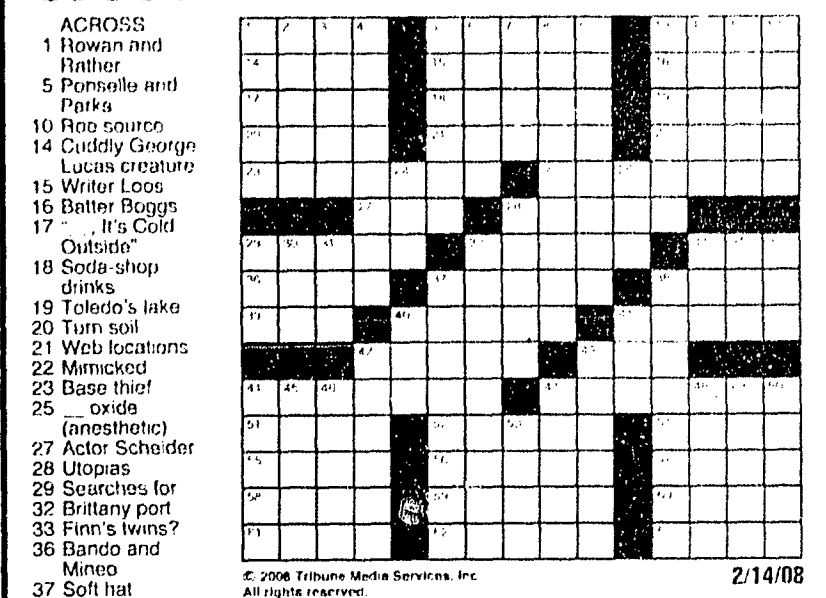 ACROSS
1 Rowan and
Rather
5 Ponselle and
Parks
10 Roe source
14 Cuddly George
Lucas creature
15 Writer Loos
16 Batter Boggs
17 "__, It's Cold
Outside"
18 Soda-shop
drinks
19 Toledo's lake
20 Turn soil
21 Web locations
22 Mimicked
23 Base thief
25 __ oxide
(anesthetic)
27 Actor Scheider
28 Utopias
29 Searches for
32 Brittany port
33 Finn's twins?
36 Bando and
Mineo
37 Soft hat
© 2008 Tribune Media Services, Inc.
All rights reserved.
2/14/08